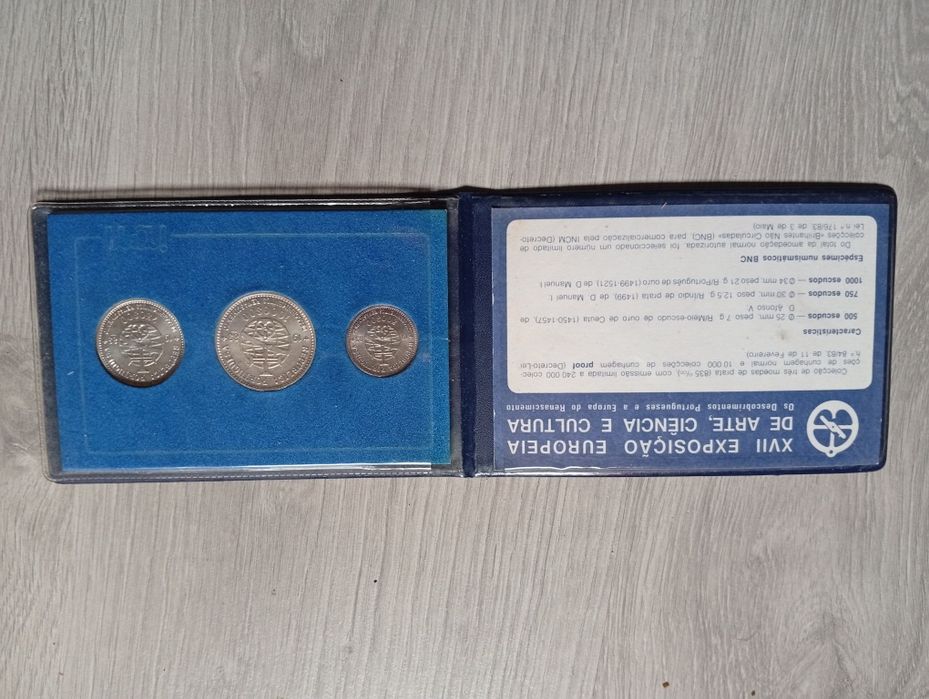 XVII EXPOSIÇÃO EUROPEIA
DE ARTE, CIÊNCIA E CULTURA
Os Descobrimentos Portugueses e a Europa do Renascimento
Colecção de três moedas de prata (835 ‰), com emissão limitada a 240 000 colec-
ções de cunhagem normal e 10 000 colecções de cunhagem proof (Decreto-Lei
n.º 84/83, de 11 de Fevereiro)
Características
500 escudos — Ø 25 mm, peso 7 g R/Meio-escudo de ouro de Ceuta (1450-1457), de
D. Afonso V.
750 escudos — Ø 30 mm, peso 12,5 g R/Índio de prata (1499) de D. Manuel I.
1000 escudos — Ø 34 mm, peso 21 g R/Português de ouro (1499-1521) de D. Manuel I
Espécimes numismáticos BNC
Do total da amoedação normal autorizada foi seleccionado um número limitado de
colecções «Brilhantes Não Circuladas» (BNC), para comercialização pela INCM (Decreto-
Lei n.º 176/83, de 3 de Maio)